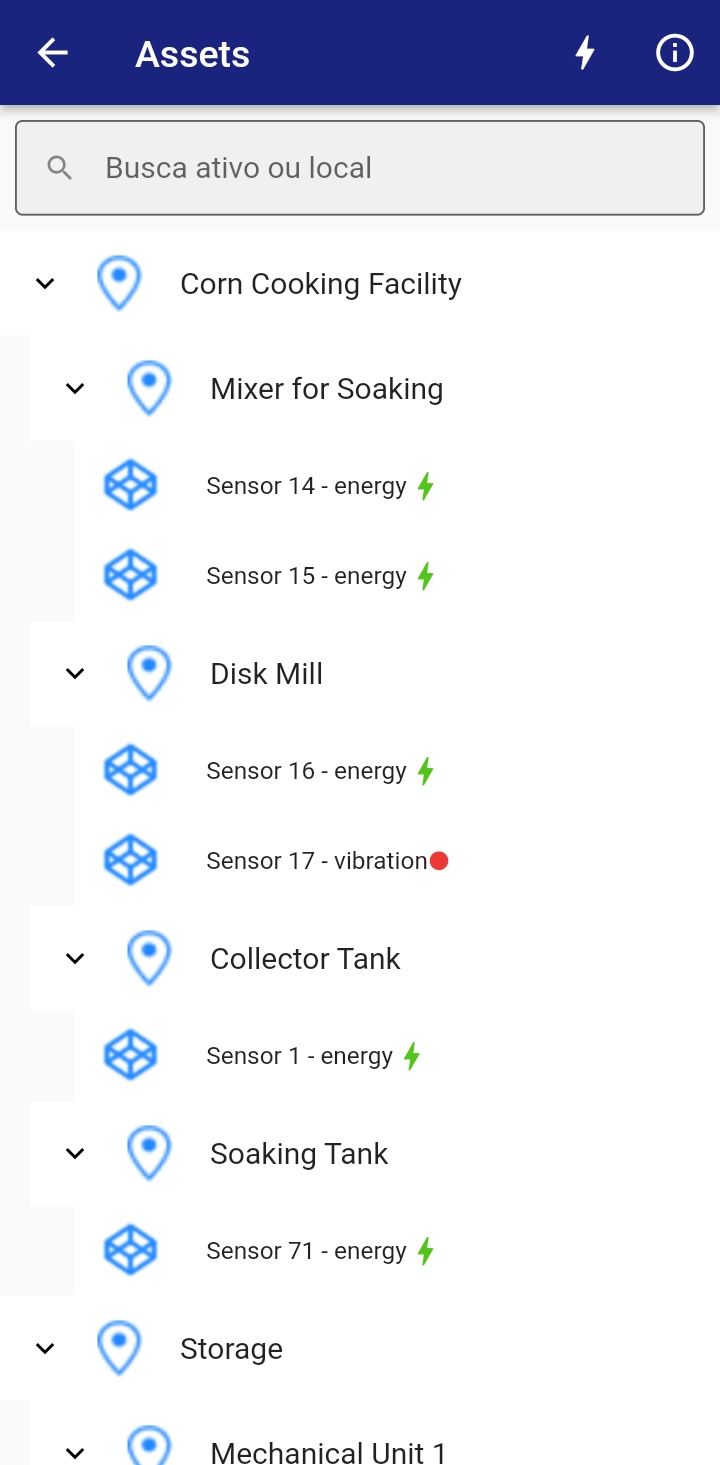 Assets
Busca ativo ou local
Corn Cooking Facility
Mixer for Soaking
Sensor 14 - energy
Sensor 15 - energy
Disk Mill
Sensor 16 - energy
Sensor 17 - vibration
Collector Tank
Sensor 1 - energy
Soaking Tank
Sensor 71 - energy
Storage
Mechanical Unit 1